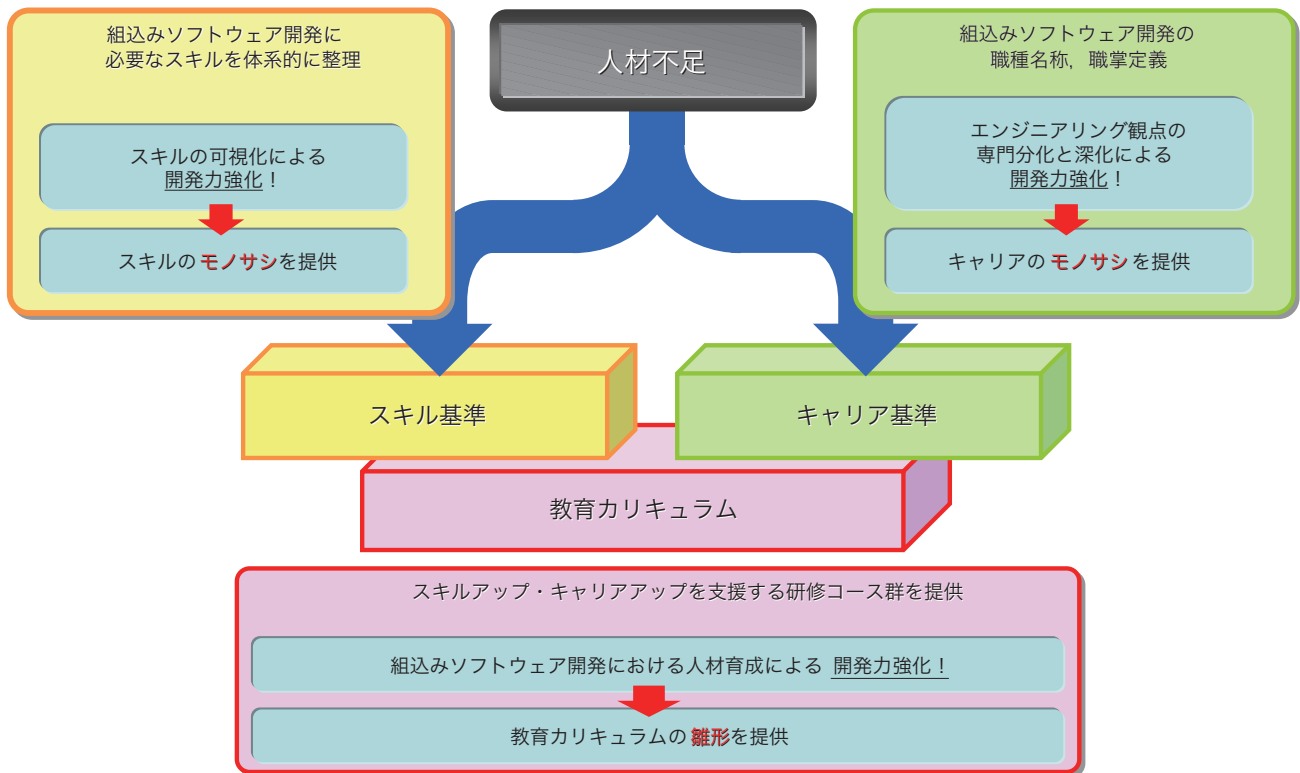 組込みソフトウェア開発に
必要なスキルを体系的に整理
スキルの可視化による
開発力強化！
スキルのモノサシを提供
人材不足
組込みソフトウェア開発の
職種名称，職掌定義
エンジニアリング観点の
専門分化と深化による
開発力強化！
キャリアのモノサシを提供
スキル基準
キャリア基準
教育カリキュラム
スキルアップ・キャリアアップを支援する研修コース群を提供
組込みソフトウェア開発における人材育成による 開発力強化！
教育カリキュラムの雛形を提供